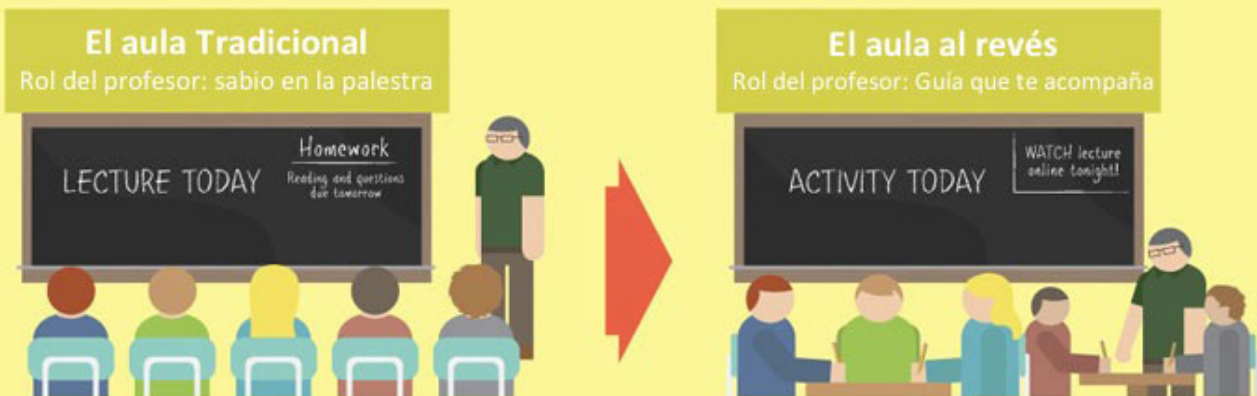 El aula Tradicional
Rol del profesor: sabio en la palestra
LECTURE TODAY
Homework
Reading and questions
due tomorrow
El aula al revés
Rol del profesor: Guía que te acompaña
ACTIVITY TODAY
WATCH lecture
online tonight!